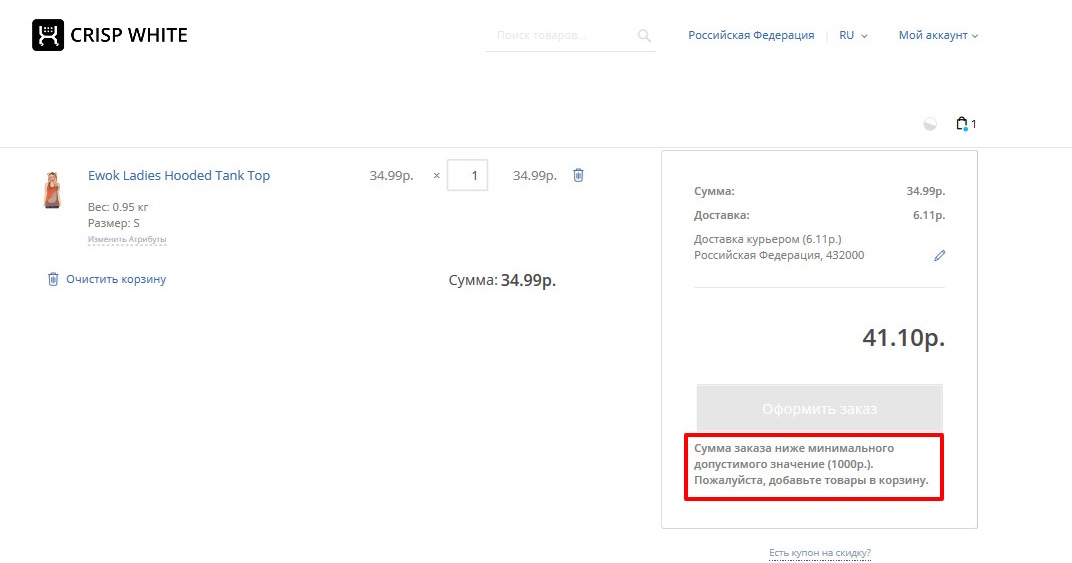 CRISP WHITE
Поиск товаров...
Российская Федерация
RU
Мой аккаунт
1
Ewok Ladies Hooded Tank Top
34.99р.
×
1
34.99р.
Вес: 0.95 кг
Размер: S
Изменить Атрибуты
Очистить корзину
Сумма: 34.99р.
Сумма: 34.99р.
Доставка: 6.11р.
Доставка курьером (6.11р.)
Российская Федерация, 432000
41.10р.
Оформить заказ
Сумма заказа ниже минимального
допустимого значение (1000р.).
Пожалуйста, добавьте товары в корзину.
Есть купон на скидку?